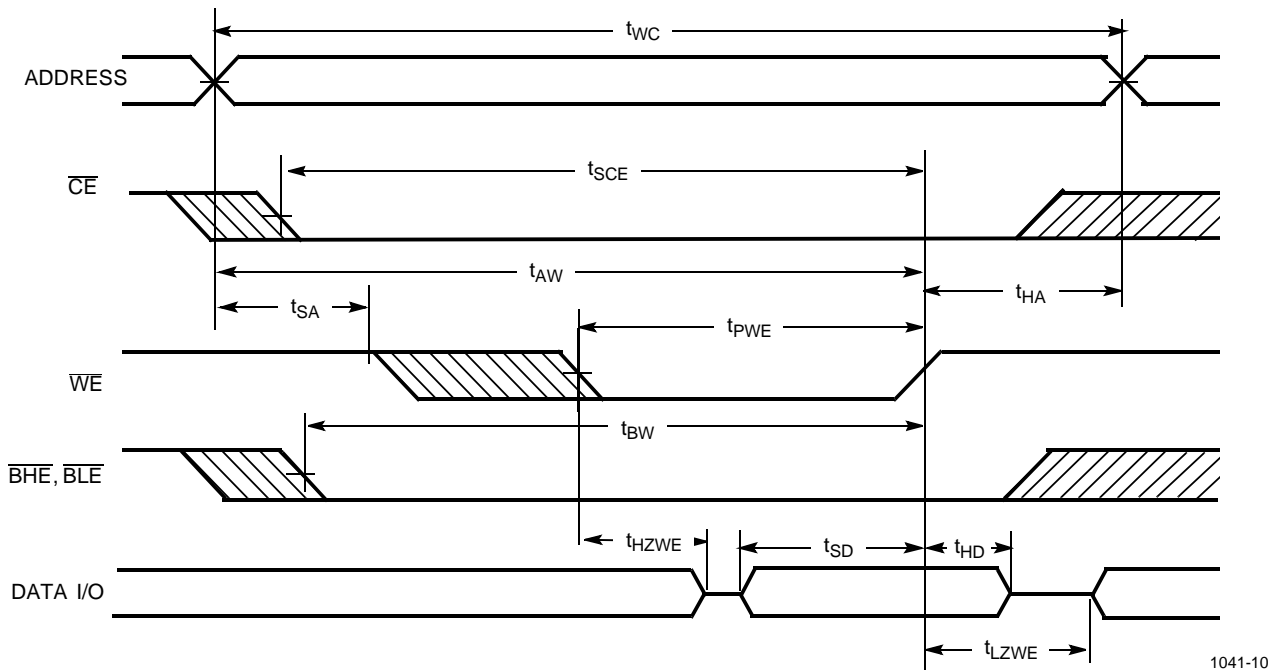 tWC
ADDRESS
tSCE
CE
tAW
tHA
tSA
tPWE
WE
tBW
BHE, BLE
tHZWE
tSD
tHD
DATA I/O
tLZWE
1041-10